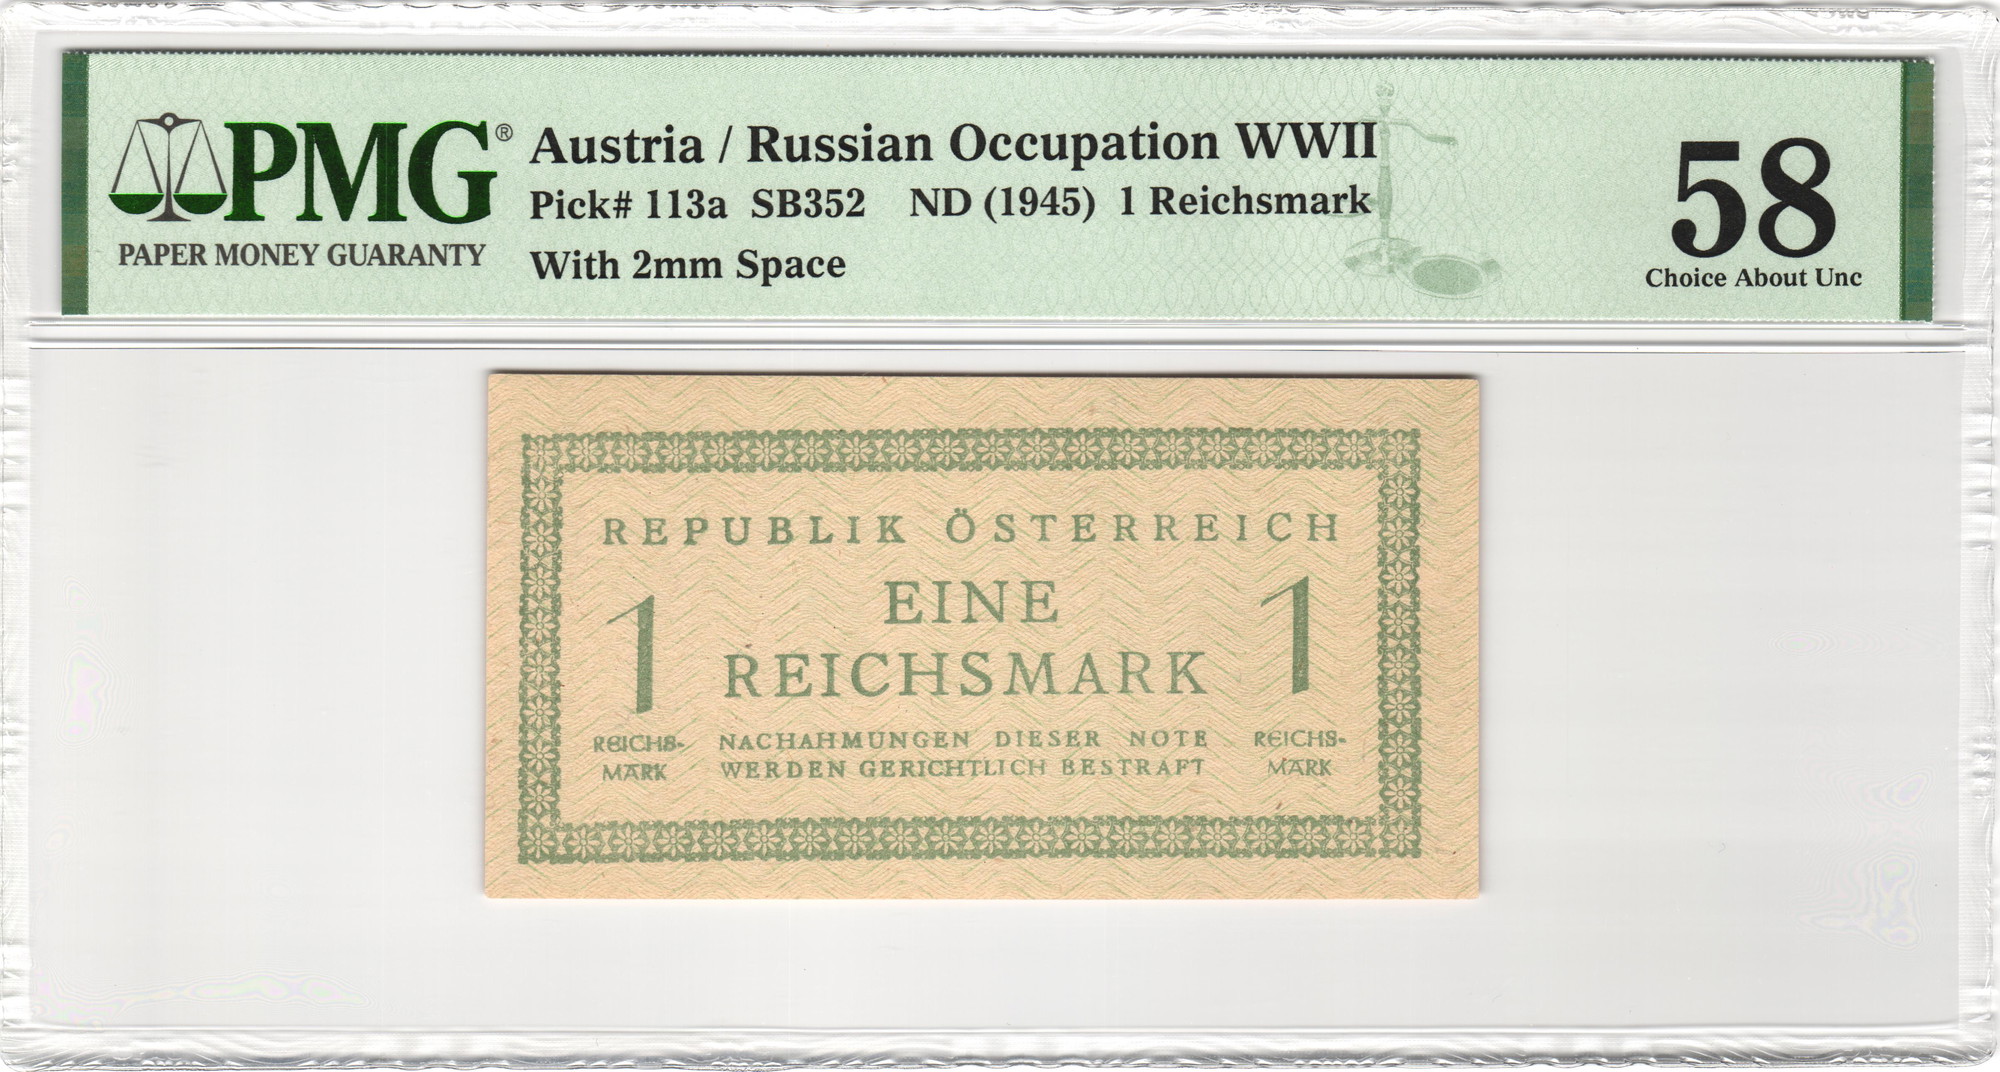 PMG®
PAPER MONEY GUARANTY
Austria / Russian Occupation WWII
Pick# 113a SB352 ND (1945) 1 Reichsmark
With 2mm Space
58
Choice About Unc
REPUBLIK ÖSTERREICH
EINE
REICHSMARK
1
REICHS-
MARK
NACHAHMUNGEN DIESER NOTE
WERDEN GERICHTLICH BESTRAFT
1
REICHS-
MARK